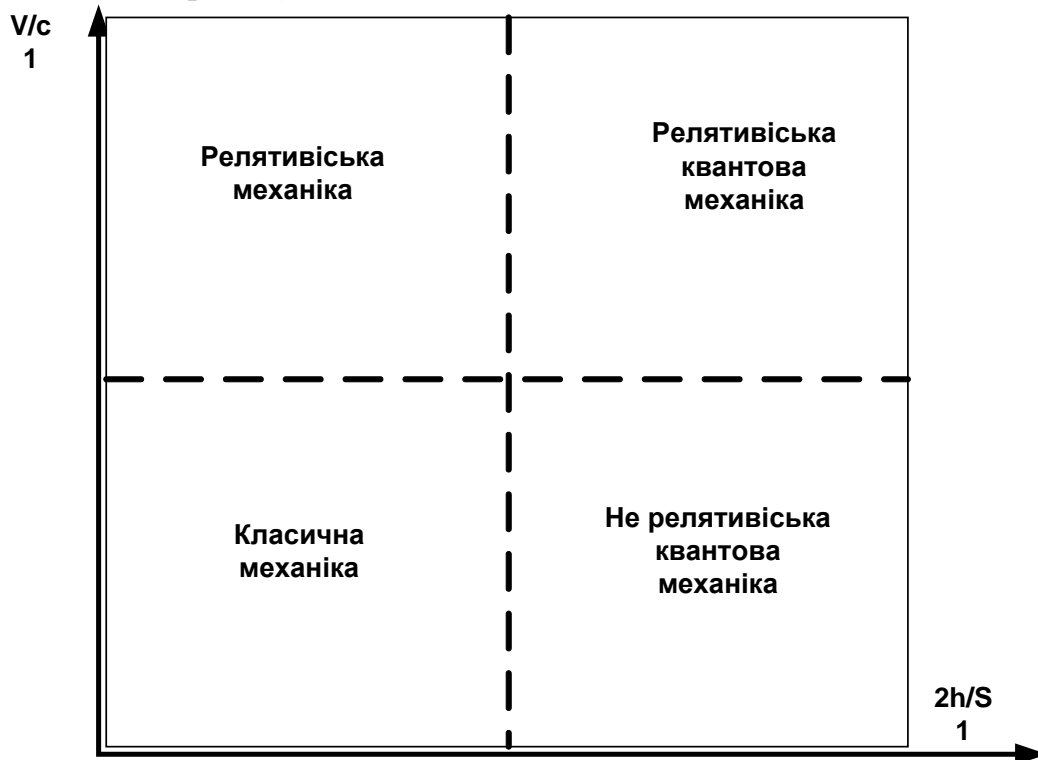 V/c
1
Релятивіська
механіка
Релятивіська
квантова
механіка
Класична
механіка
Не релятивіська
квантова
механіка
2h/S
1